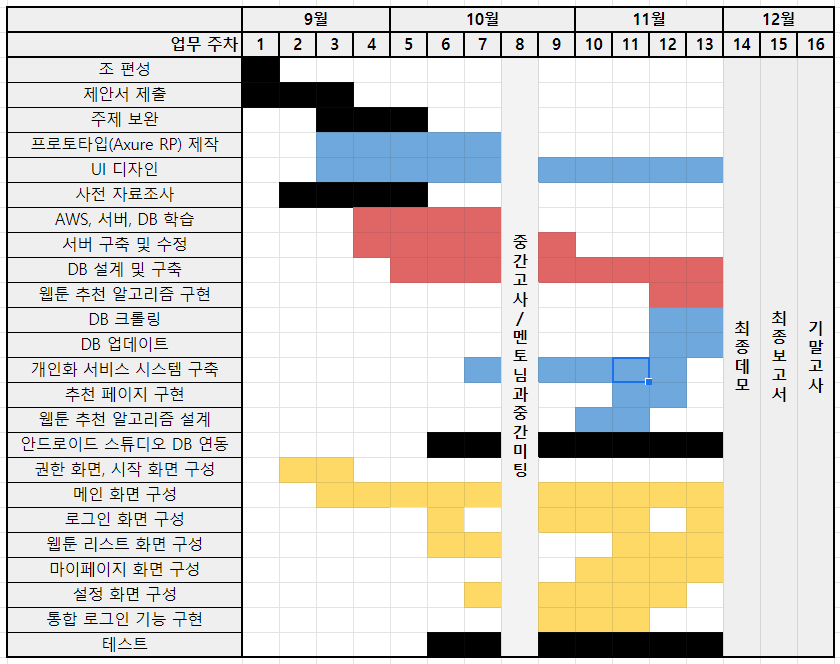 9월 10월 11월 12월
업무 주차 1 2 3 4 5 6 7 8 9 10 11 12 13 14 15 16
조 편성
제안서 제출
주제 보완
프로토타입(Axure RP) 제작
UI 디자인
사전 자료조사
AWS, 서버, DB 학습
서버 구축 및 수정
DB 설계 및 구축
웹툰 추천 알고리즘 구현
DB 크롤링
DB 업데이트
개인화 서비스 시스템 구축
추천 페이지 구현
웹툰 추천 알고리즘 설계
안드로이드 스튜디오 DB 연동
권한 화면, 시작 화면 구성
메인 화면 구성
로그인 화면 구성
웹툰 리스트 화면 구성
마이페이지 화면 구성
설정 화면 구성
통합 로그인 기능 구현
테스트
중간고사/멘토님과중간미팅
최종데모
최종보고서
기말고사